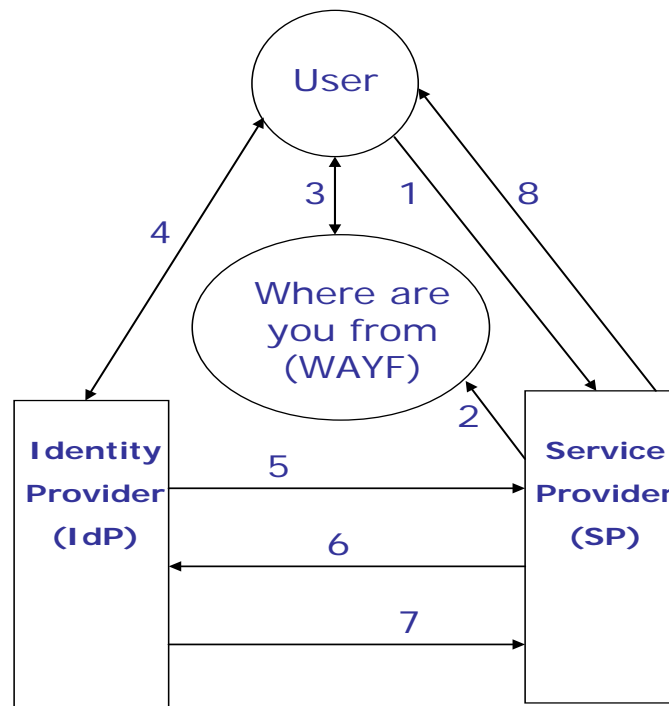 User
1
8
3
4
Where are
you from
(WAYF)
2
Identity
Provider
(IdP)
Service
Provider
(SP)
5
6
7